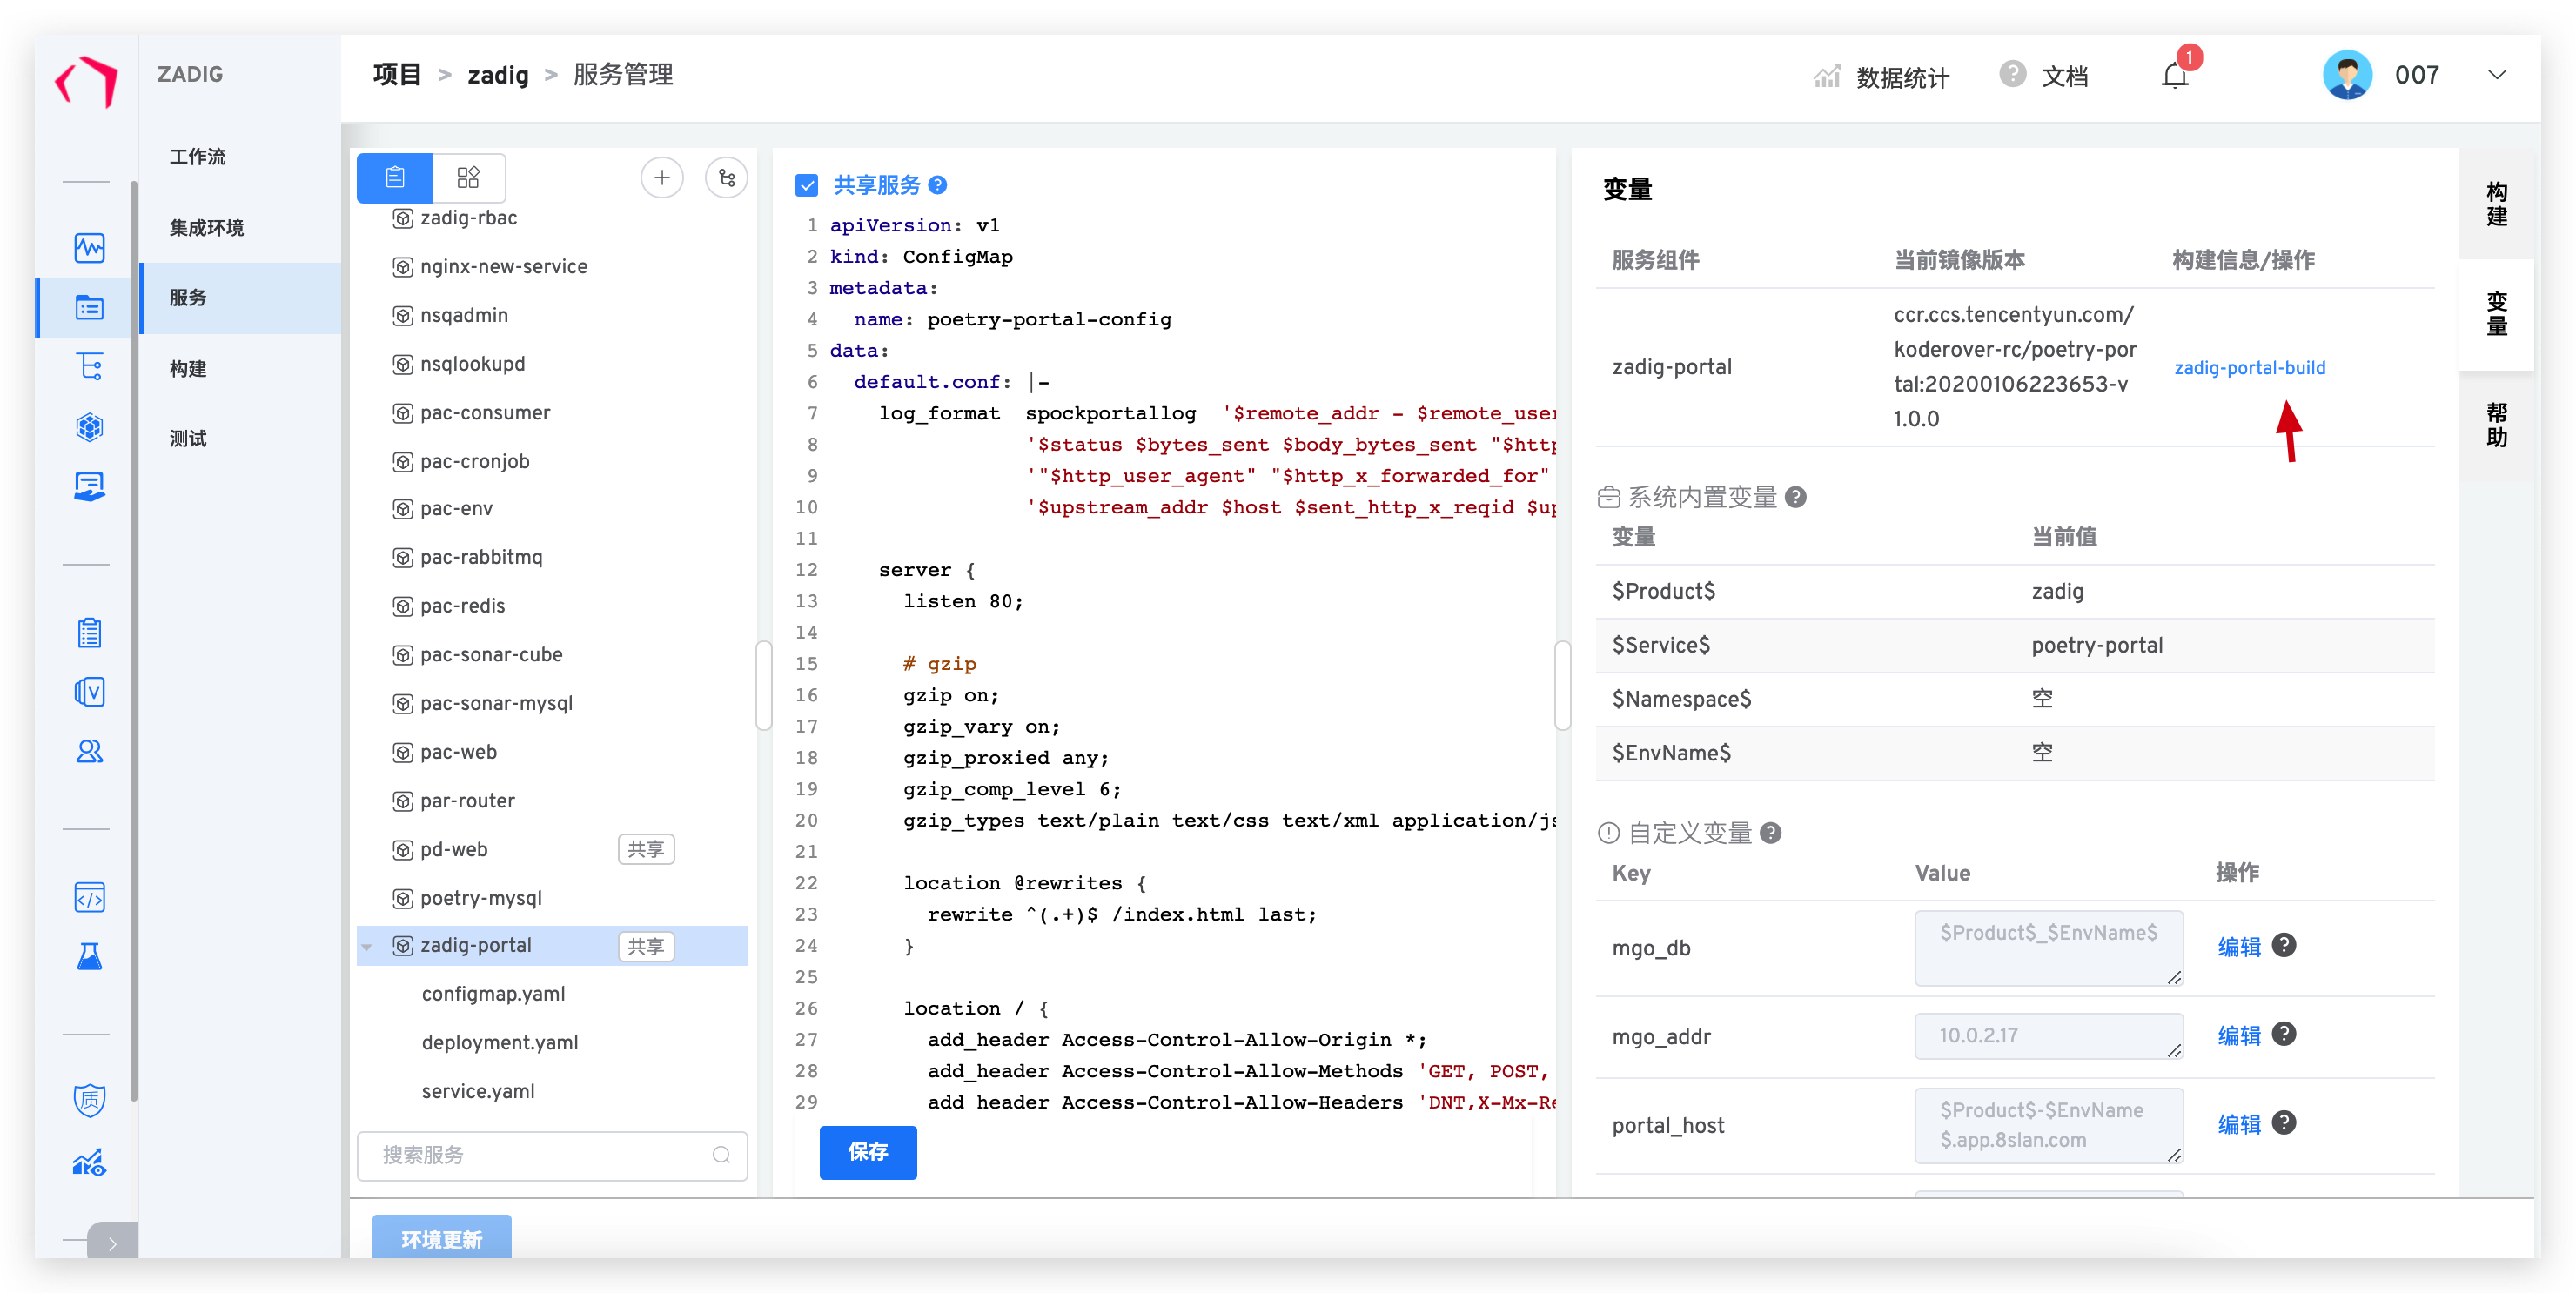 ZADIG
工作流
集成环境
服务
构建
测试
质
项目 > zadig > 服务管理
数据统计
文档
1
007
zadig-rbac
nginx-new-service
nsqadmin
nsqlookupd
pac-consumer
pac-cronjob
pac-env
pac-rabbitmq
pac-redis
pac-sonar-cube
pac-sonar-mysql
pac-web
par-router
pd-web 共享
poetry-mysql
zadig-portal 共享
configmap.yaml
deployment.yaml
service.yaml
搜索服务
环境更新
共享服务
1 apiVersion: v1
2 kind: ConfigMap
3 metadata:
4 name: poetry-portal-config
5 data:
6 default.conf: |-
7 log_format spockportallog '$remote_addr - $remote_user
8 '$status $bytes_sent $body_bytes_sent "$http
9 '"$http_user_agent" "$http_x_forwarded_for"
10 '$upstream_addr $host $sent_http_x_reqid $up
11
12 server {
13 listen 80;
14
15 # gzip
16 gzip on;
17 gzip_vary on;
18 gzip_proxied any;
19 gzip_comp_level 6;
20 gzip_types text/plain text/css text/xml application/js
21
22 location @rewrites {
23 rewrite ^(.+)$ /index.html last;
24 }
25
26 location / {
27 add_header Access-Control-Allow-Origin *;
28 add_header Access-Control-Allow-Methods 'GET, POST,
29 add_header Access-Control-Allow-Headers 'DNT,X-Mx-Re
保存
变量
服务组件 当前镜像版本 构建信息/操作
zadig-portal
ccr.ccs.tencentyun.com/
koderover-rc/poetry-por
tal:20200106223653-v
1.0.0
zadig-portal-build
系统内置变量
变量 当前值
$Product$ zadig
$Service$ poetry-portal
$Namespace$ 空
$EnvName$ 空
自定义变量
Key Value 操作
mgo_db $Product$_$EnvName$ 编辑
mgo_addr 10.0.2.17 编辑
portal_host
$Product$-$EnvName
$.app.8slan.com
编辑
构建
变量
帮助